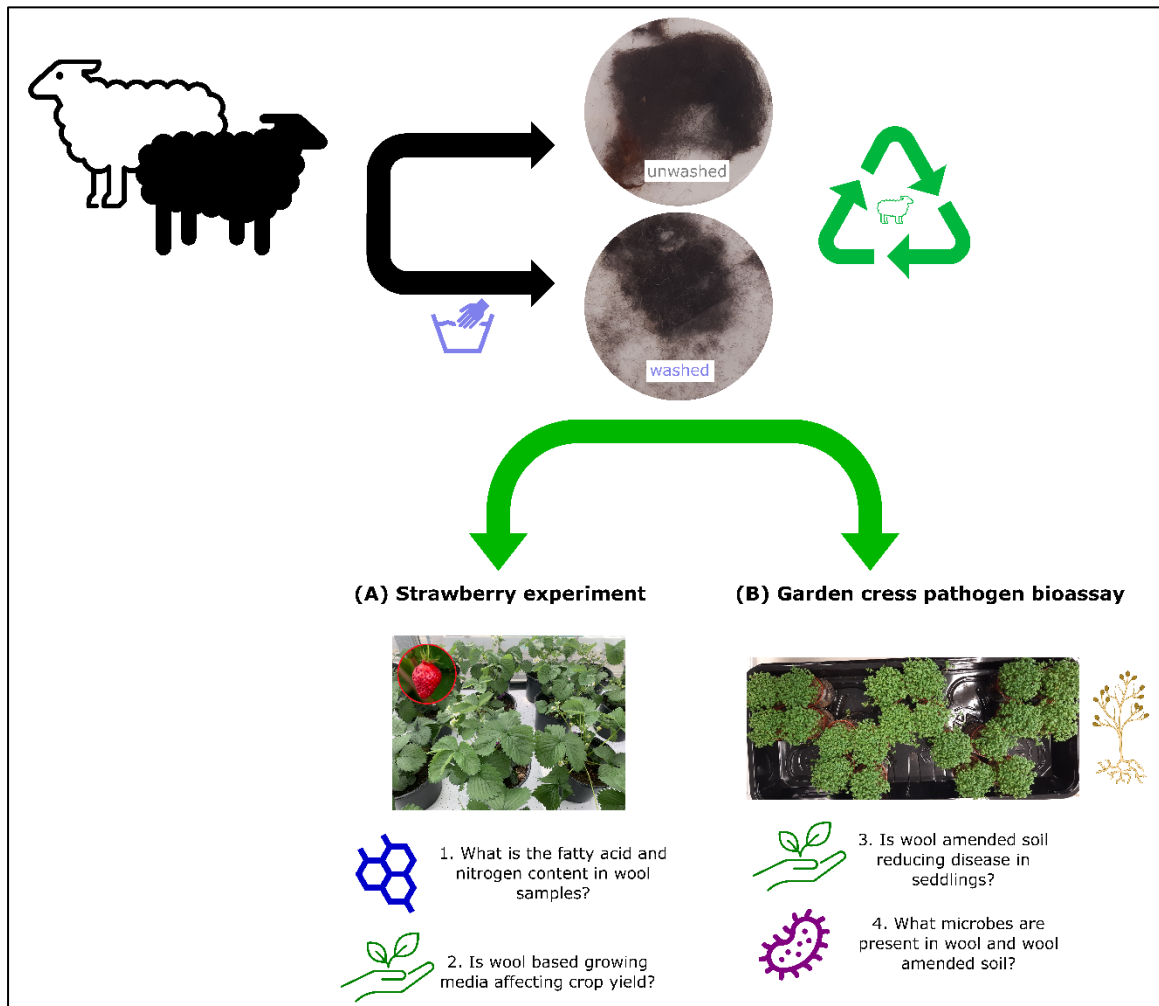 unwashed
washed
(A) Strawberry experiment
(B) Garden cress pathogen bioassay
1. What is the fatty acid and
nitrogen content in wool
samples?
2. Is wool based growing
media affecting crop yield?
3. Is wool amended soil
reducing disease in
seddlings?
4. What microbes are
present in wool and wool
amended soil?